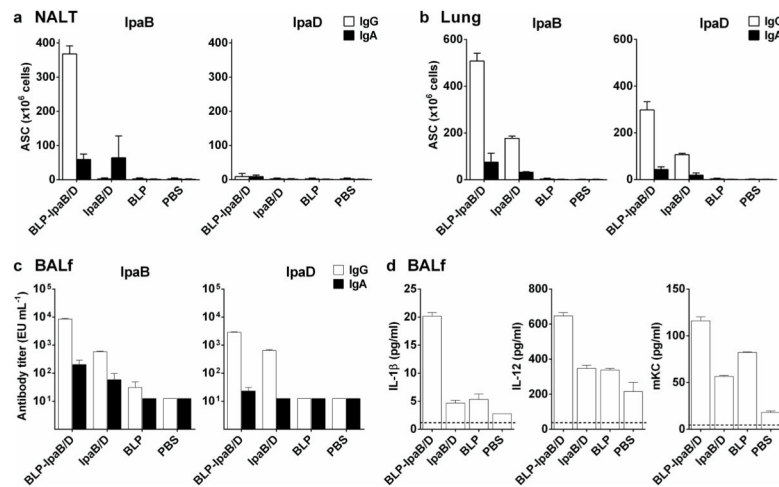 a NALT
IpaB
IpaD
IgG
IgA
ASC (x10⁶ cells)
400
300
200
100
0
BLP-IpaB/D
IpaB/D
BLP
PBS
400
300
200
100
0
BLP-IpaB/D
IpaB/D
BLP
PBS
b Lung
IpaB
IpaD
IgG
IgA
ASC (x10⁶ cells)
600
400
200
0
BLP-IpaB/D
IpaB/D
BLP
PBS
600
400
200
0
BLP-IpaB/D
IpaB/D
BLP
PBS
c BALf
IpaB
IpaD
IgG
IgA
Antibody titer (EU mL⁻¹)
10⁵
10⁴
10³
10²
10¹
BLP-IpaB/D
IpaB/D
BLP
PBS
10⁵
10⁴
10³
10²
10¹
BLP-IpaB/D
IpaB/D
BLP
PBS
d BALf
IL-1β (pg/ml)
25
20
15
10
5
0
BLP-IpaB/D
IpaB/D
BLP
PBS
IL-12 (pg/ml)
800
600
400
200
0
BLP-IpaB/D
IpaB/D
BLP
PBS
mKC (pg/ml)
150
100
50
0
BLP-IpaB/D
IpaB/D
BLP
PBS